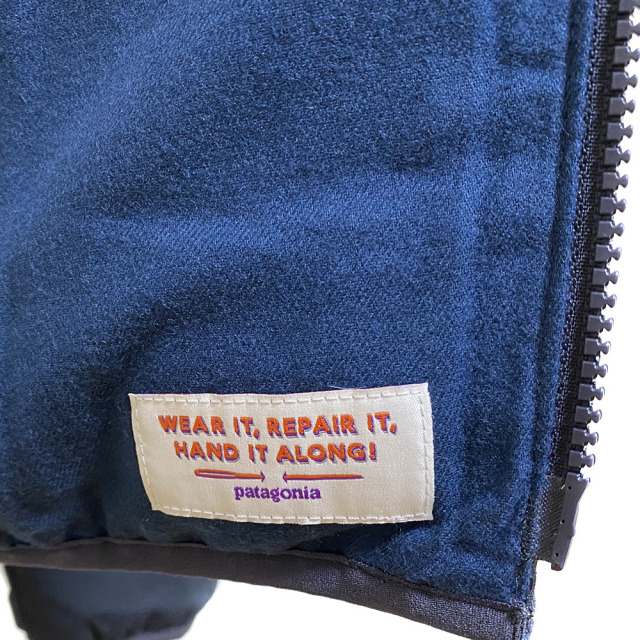 WEAR IT, REPAIR IT,
HAND IT ALONG!
patagonia